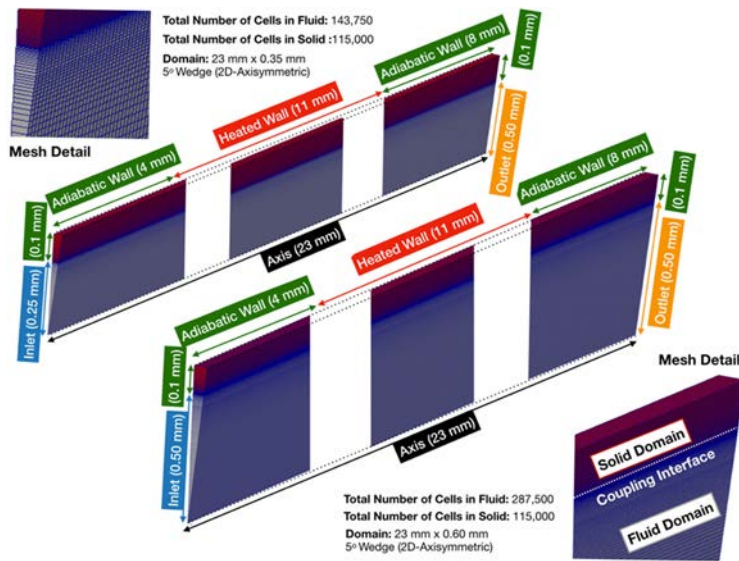 Total Number of Cells in Fluid: 143,750
Total Number of Cells in Solid :115,000
Domain: 23 mm x 0.35 mm
5º Wedge (2D-Axisymmetric)
Mesh Detail
Adiabatic Wall (4 mm)
Heated Wall (11 mm)
Adiabatic Wall (8 mm)
(0.1 mm)
Outlet (0.50 mm)
(0.1 mm)
Inlet (0.25 mm)
Axis (23 mm)
Adiabatic Wall (4 mm)
Heated Wall (11 mm)
Adiabatic Wall (8 mm)
(0.1 mm)
Outlet (0.50 mm)
(0.1 mm)
Inlet (0.50 mm)
Axis (23 mm)
Mesh Detail
Solid Domain
Coupling Interface
Fluid Domain
Total Number of Cells in Fluid: 287,500
Total Number of Cells in Solid: 115,000
Domain: 23 mm x 0.60 mm
5º Wedge (2D-Axisymmetric)